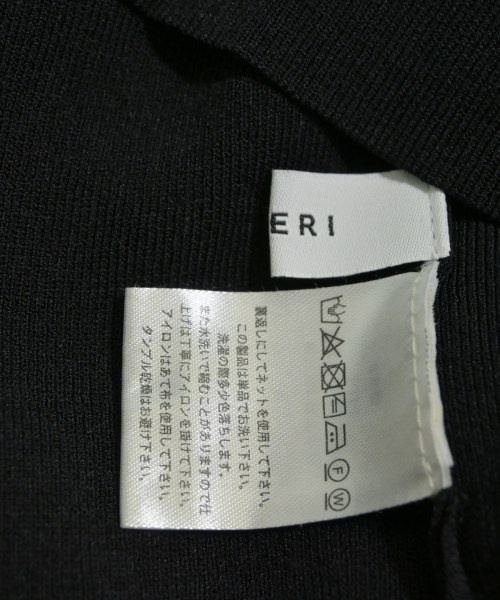 ERI
裏返しにしてネットを使用して下さい。
この製品は単品でお洗い下さい。
洗濯の際多少色落ちします。
また水洗いで縮むことがありますので仕
上げは丁寧にアイロンを掛けて下さい。
アイロンはあて布を使用して下さい。
タンブル乾燥はお避け下さい。
F W